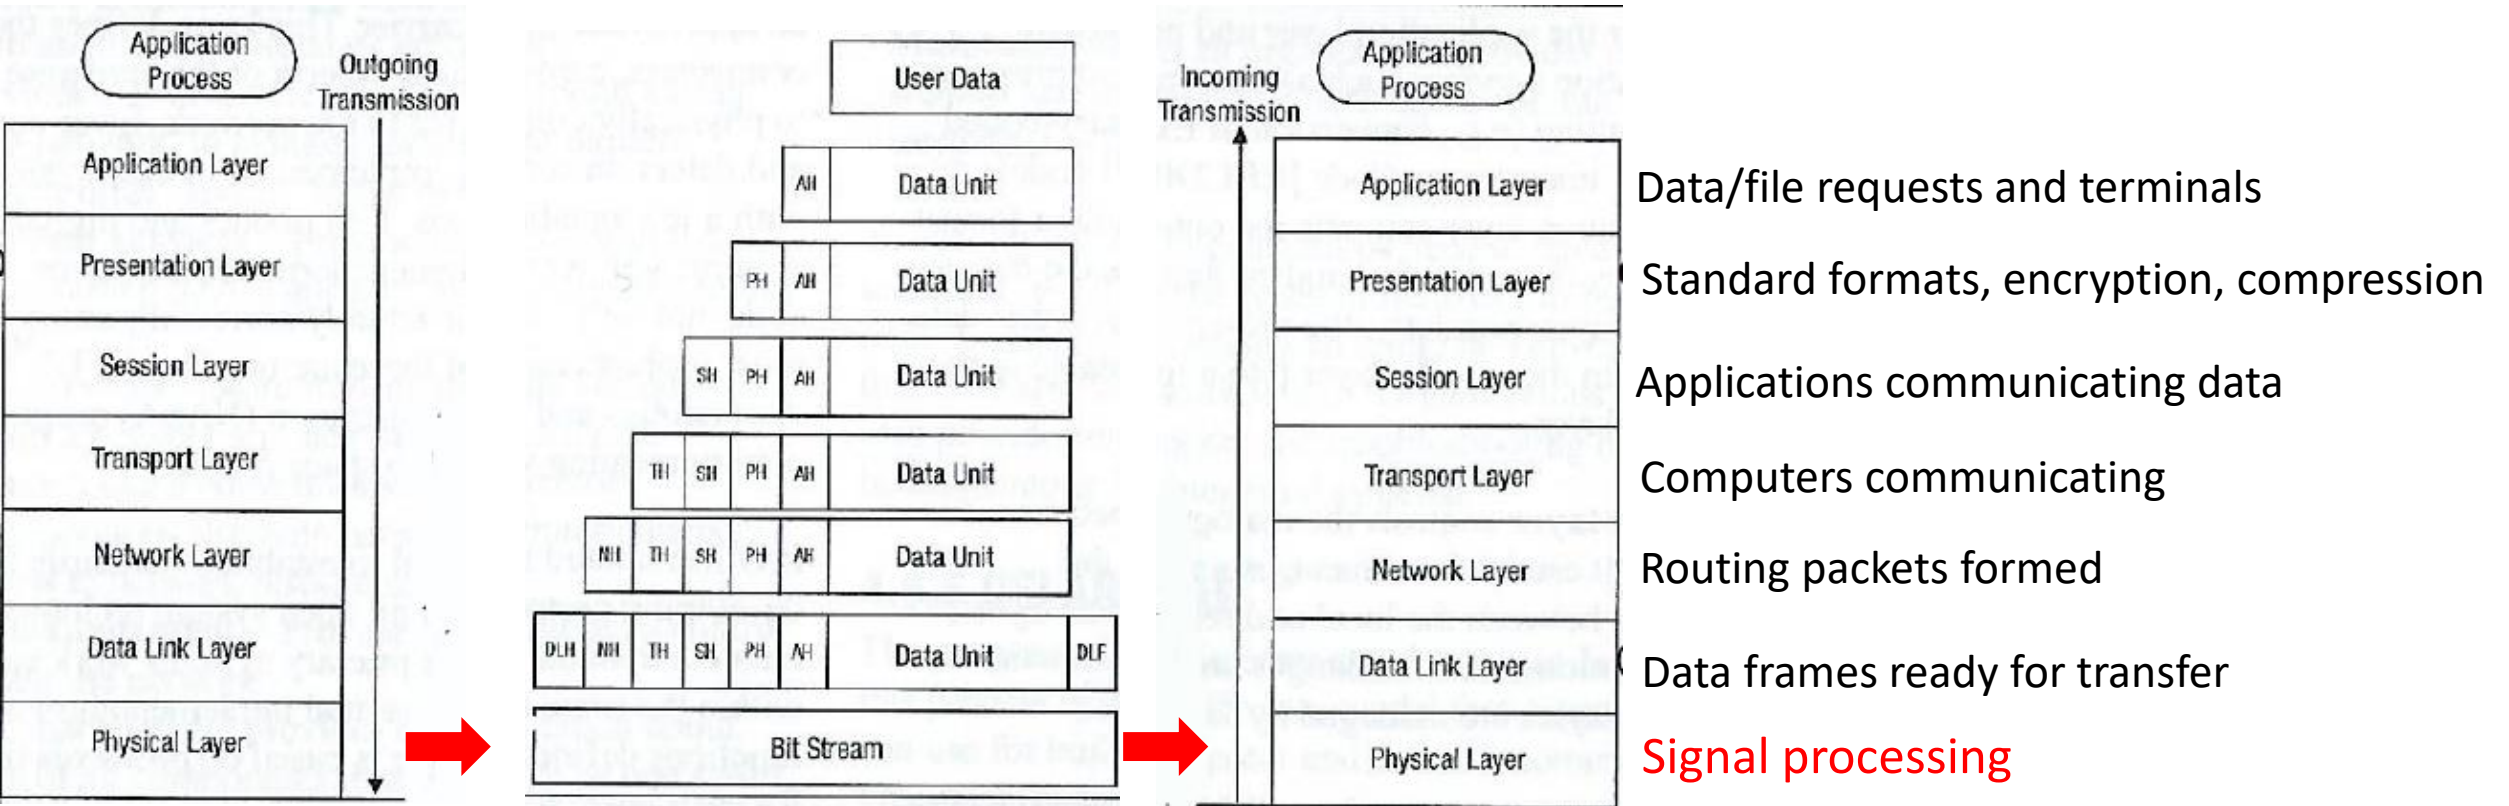 Application
Process
Outgoing
Transmission
Application Layer
Presentation Layer
Session Layer
Transport Layer
Network Layer
Data Link Layer
Physical Layer
User Data
AH Data Unit
PH AH Data Unit
SH PH AH Data Unit
TH SH PH AH Data Unit
NH TH SH PH AH Data Unit
DLH NH TH SH PH AH Data Unit DLF
Bit Stream
Incoming
Transmission
Application
Process
Application Layer
Presentation Layer
Session Layer
Transport Layer
Network Layer
Data Link Layer
Physical Layer
Data/file requests and terminals
Standard formats, encryption, compression
Applications communicating data
Computers communicating
Routing packets formed
Data frames ready for transfer
Signal processing